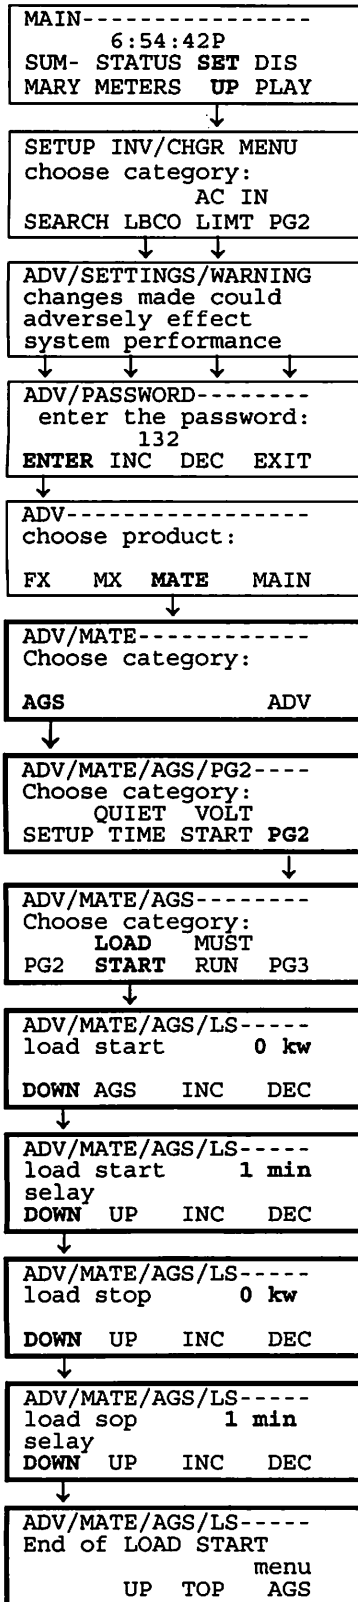 MAIN-----------------
6:54:42P
SUM- STATUS SET DIS
MARY METERS UP PLAY
SETUP INV/CHGR MENU
choose category:
AC IN
SEARCH LBCO LIMT PG2
ADV/SETTINGS/WARNING
changes made could
adversely effect
system performance
ADV/PASSWORD--------
enter the password:
132
ENTER INC DEC EXIT
ADV-----------------
choose product:
FX MX MATE MAIN
ADV/MATE------------
Choose category:
AGS ADV
ADV/MATE/AGS/PG2----
Choose category:
QUIET VOLT
SETUP TIME START PG2
ADV/MATE/AGS--------
Choose category:
LOAD MUST
PG2 START RUN PG3
ADV/MATE/AGS/LS-----
load start 0 kw
DOWN AGS INC DEC
ADV/MATE/AGS/LS-----
load start 1 min
selay
DOWN UP INC DEC
ADV/MATE/AGS/LS-----
load stop 0 kw
DOWN UP INC DEC
ADV/MATE/AGS/LS-----
load sop 1 min
selay
DOWN UP INC DEC
ADV/MATE/AGS/LS-----
End of LOAD START
menu
UP TOP AGS